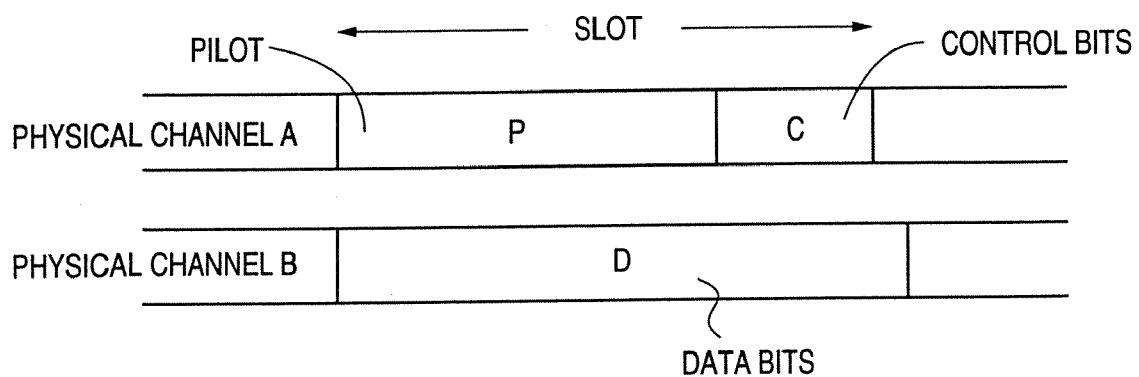 SLOT
PILOT
CONTROL BITS
PHYSICAL CHANNEL A
P
C
PHYSICAL CHANNEL B
D
DATA BITS